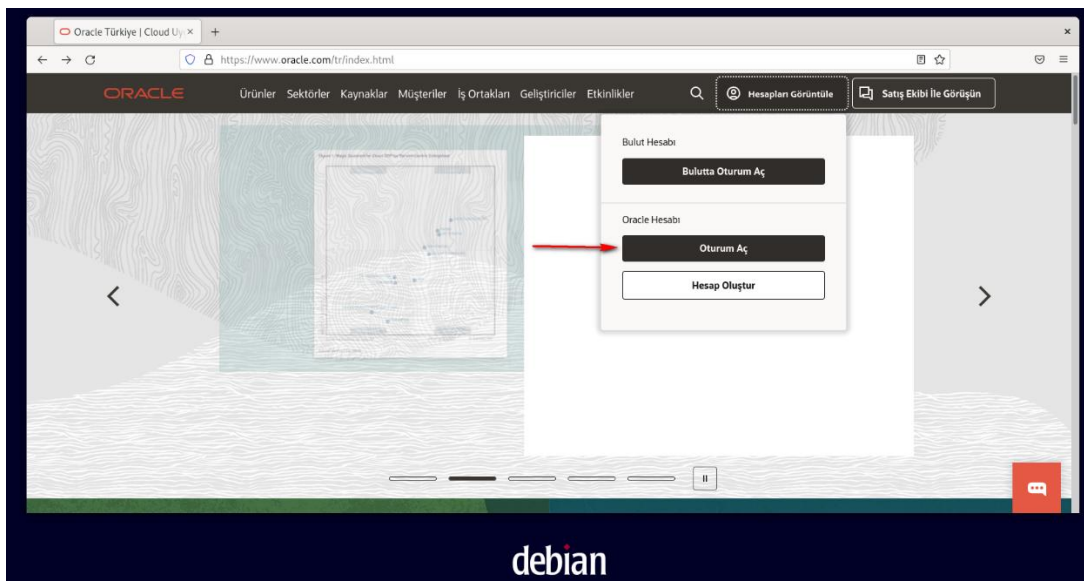 Oracle Türkiye | Cloud Uy
https://www.oracle.com/tr/index.html
ORACLE
Ürünler Sektörler Kaynaklar Müşteriler İş Ortakları Geliştiriciler Etkinlikler
Hesapları Görüntüle
Satış Ekibi İle Görüşün
Bulut Hesabı
Bulutta Oturum Aç
Oracle Hesabı
Oturum Aç
Hesap Oluştur
debian